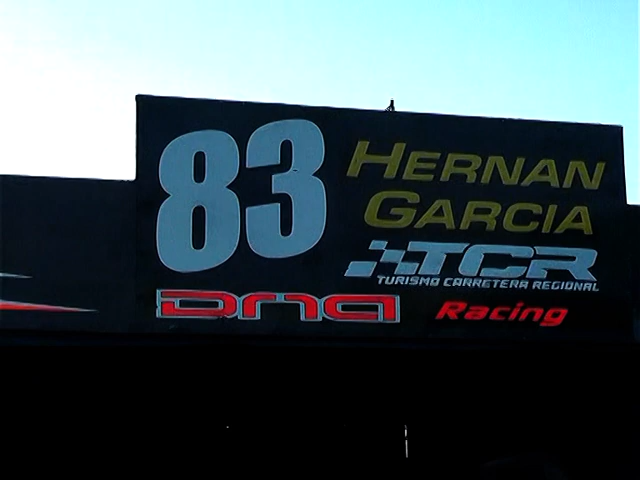 83
HERNAN
GARCIA
TCR
TURISMO CARRETERA REGIONAL
DNA Racing